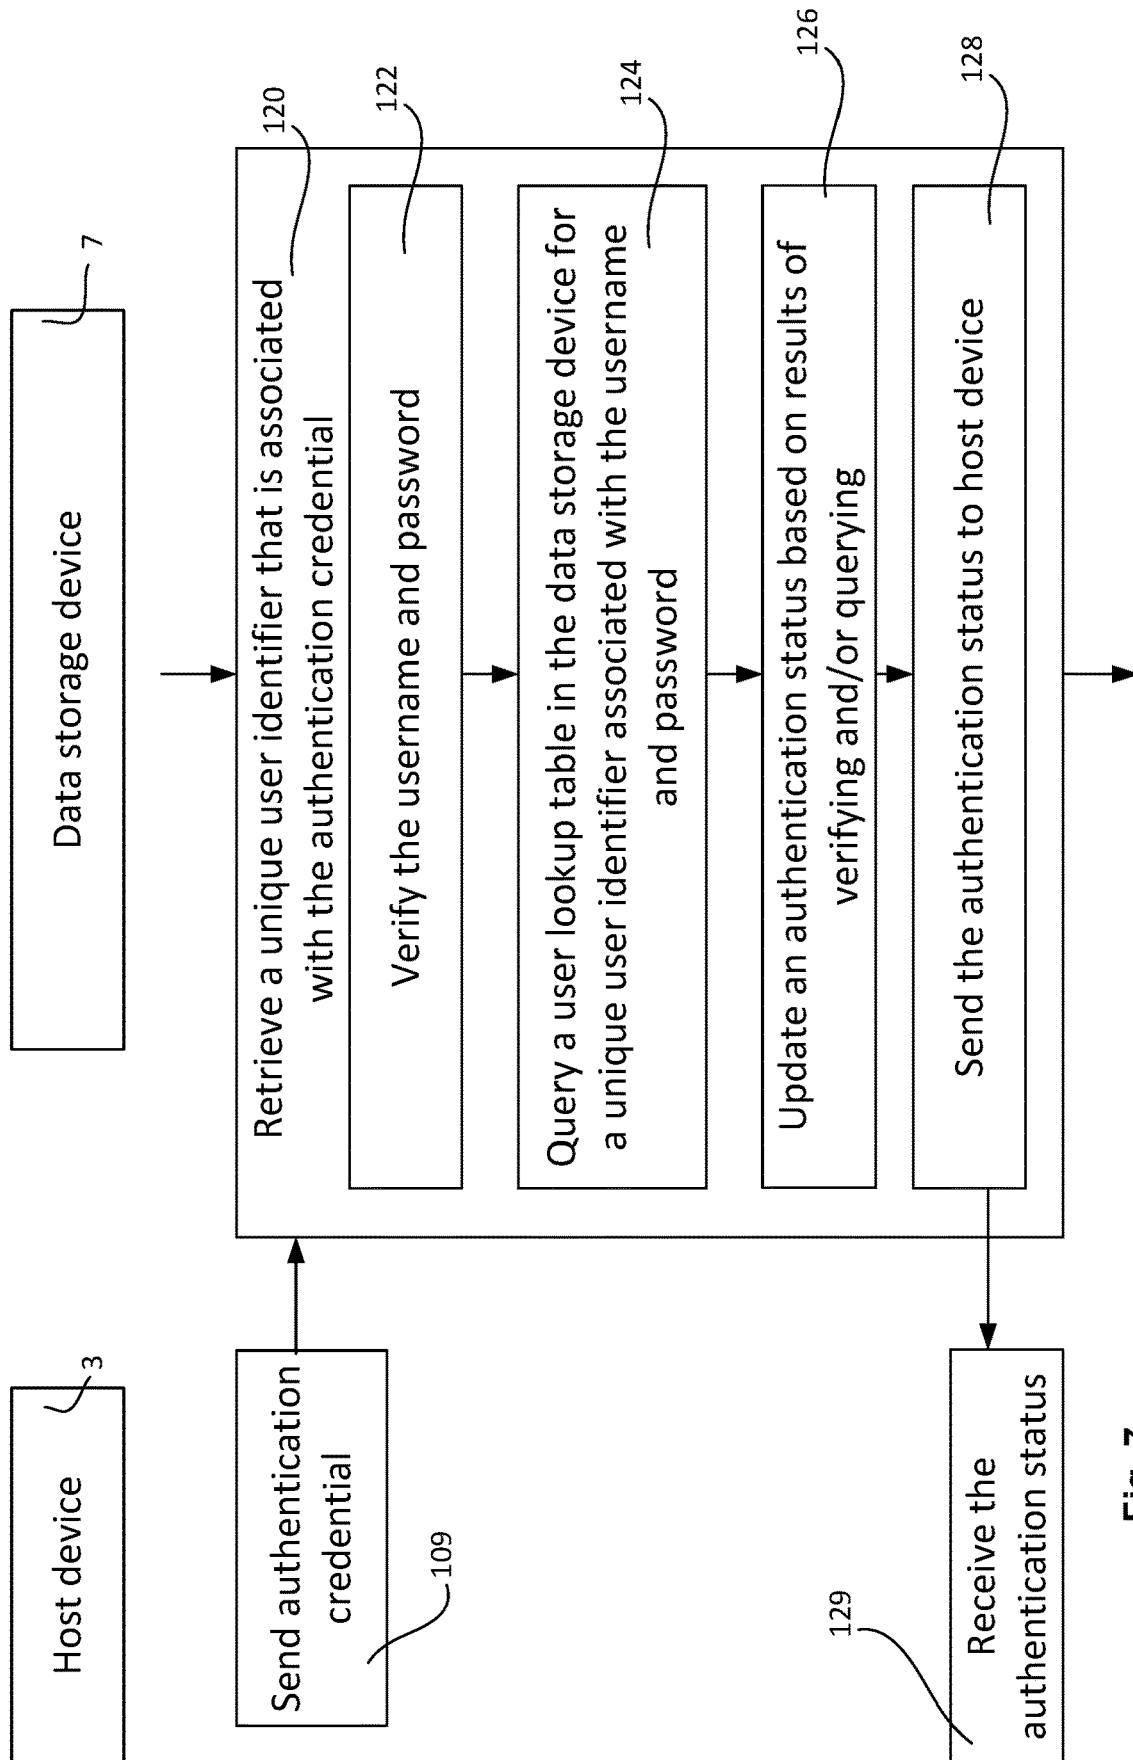 Host device
3
Data storage device
7
Send authentication
credential
109
Retrieve a unique user identifier that is associated
with the authentication credential
120
Verify the username and password
122
Query a user lookup table in the data storage device for
a unique user identifier associated with the username
and password
124
Update an authentication status based on results of
verifying and/or querying
126
Send the authentication status to host device
128
Receive the
authentication status
129